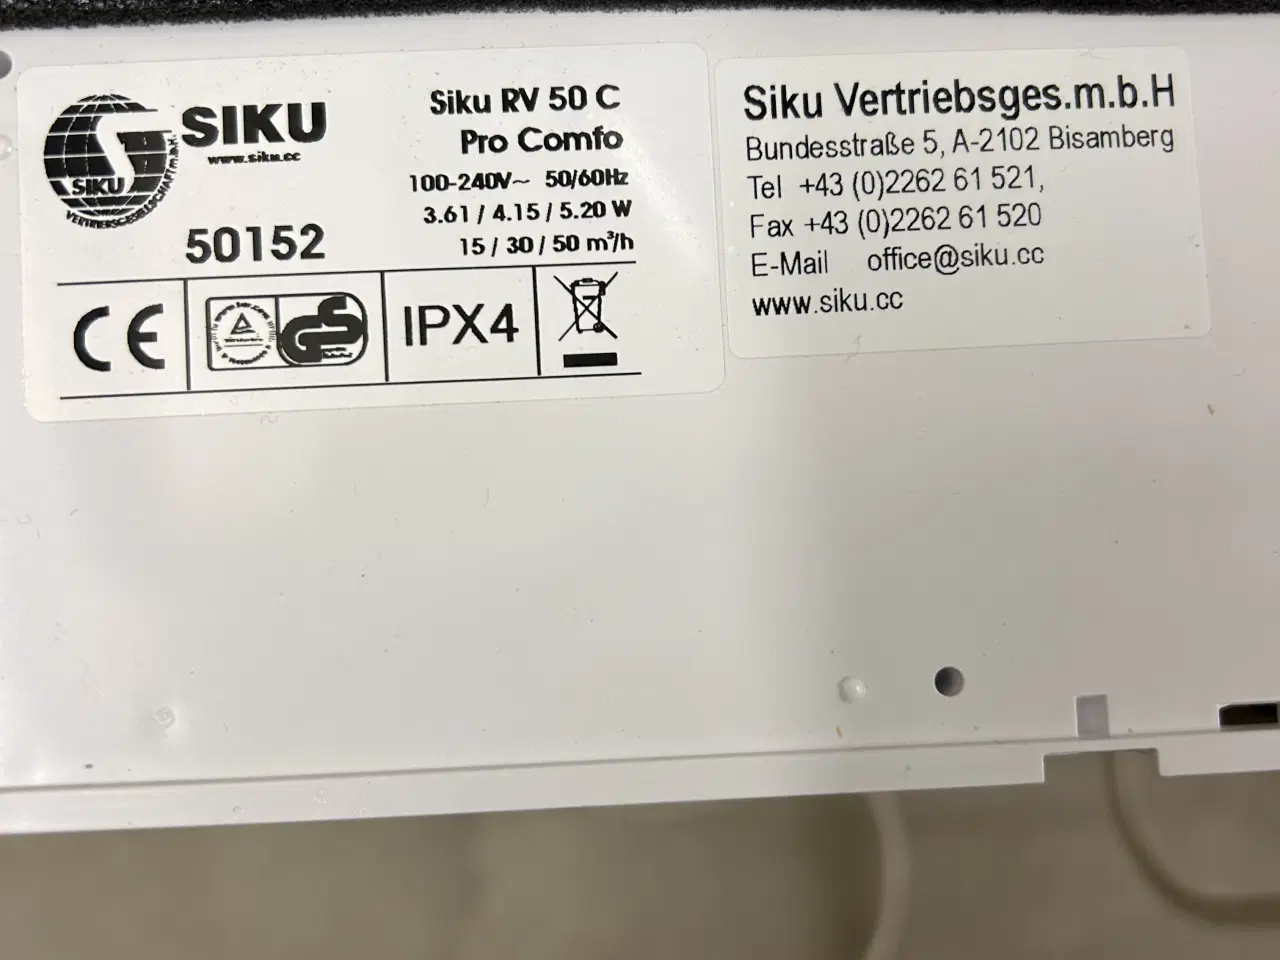 SIKU
www.siku.cc
SIKU
50152
Siku RV 50 C
Pro Comfo
100-240V~ 50/60Hz
3.61 / 4.15 / 5.20 W
15 / 30 / 50 m³/h
CE
GS
IPX4
Siku Vertriebsges.m.b.H
Bundesstraße 5, A-2102 Bisamberg
Tel +43 (0)2262 61 521,
Fax +43 (0)2262 61 520
E-Mail office@siku.cc
www.siku.cc